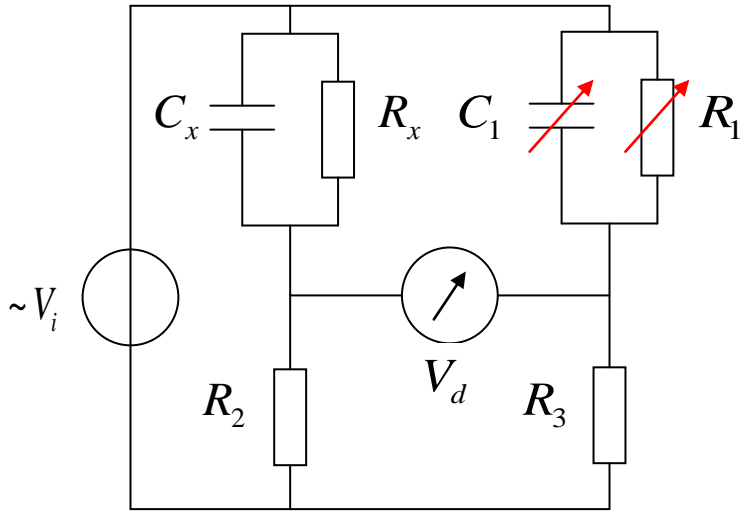 C_x
R_x
C_1
R_1
~V_i
V_d
R_2
R_3